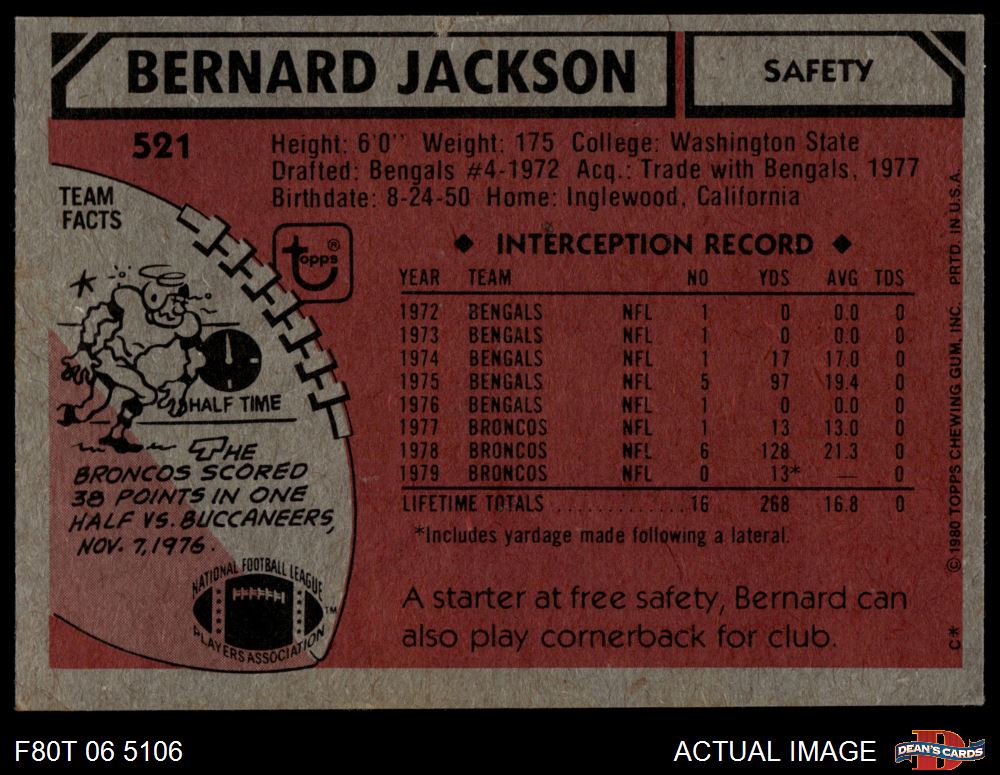 BERNARD JACKSON
SAFETY
521
Height: 6'0" Weight: 175 College: Washington State
Drafted: Bengals #4-1972 Acq.: Trade with Bengals, 1977
Birthdate: 8-24-50 Home: Inglewood, California
TEAM
FACTS
topps®
HALF TIME
THE
BRONCOS SCORED
38 POINTS IN ONE
HALF VS. BUCCANEERS,
NOV. 7, 1976.
NATIONAL FOOTBALL LEAGUE
PLAYERS ASSOCIATION
™
◆ INTERCEPTION RECORD ◆
YEAR TEAM NO YDS AVG TDS
1972 BENGALS NFL 1 0 0.0 0
1973 BENGALS NFL 1 0 0.0 0
1974 BENGALS NFL 1 17 17.0 0
1975 BENGALS NFL 5 97 19.4 0
1976 BENGALS NFL 1 0 0.0 0
1977 BRONCOS NFL 1 13 13.0 0
1978 BRONCOS NFL 6 128 21.3 0
1979 BRONCOS NFL 0 13* — 0
LIFETIME TOTALS ............ 16 268 16.8 0
*Includes yardage made following a lateral.
A starter at free safety, Bernard can
also play cornerback for club.
© 1980 TOPPS CHEWING GUM, INC. PRTD. IN U.S.A.
C*
F80T 06 5106
ACTUAL IMAGE
DEAN'S CARDS